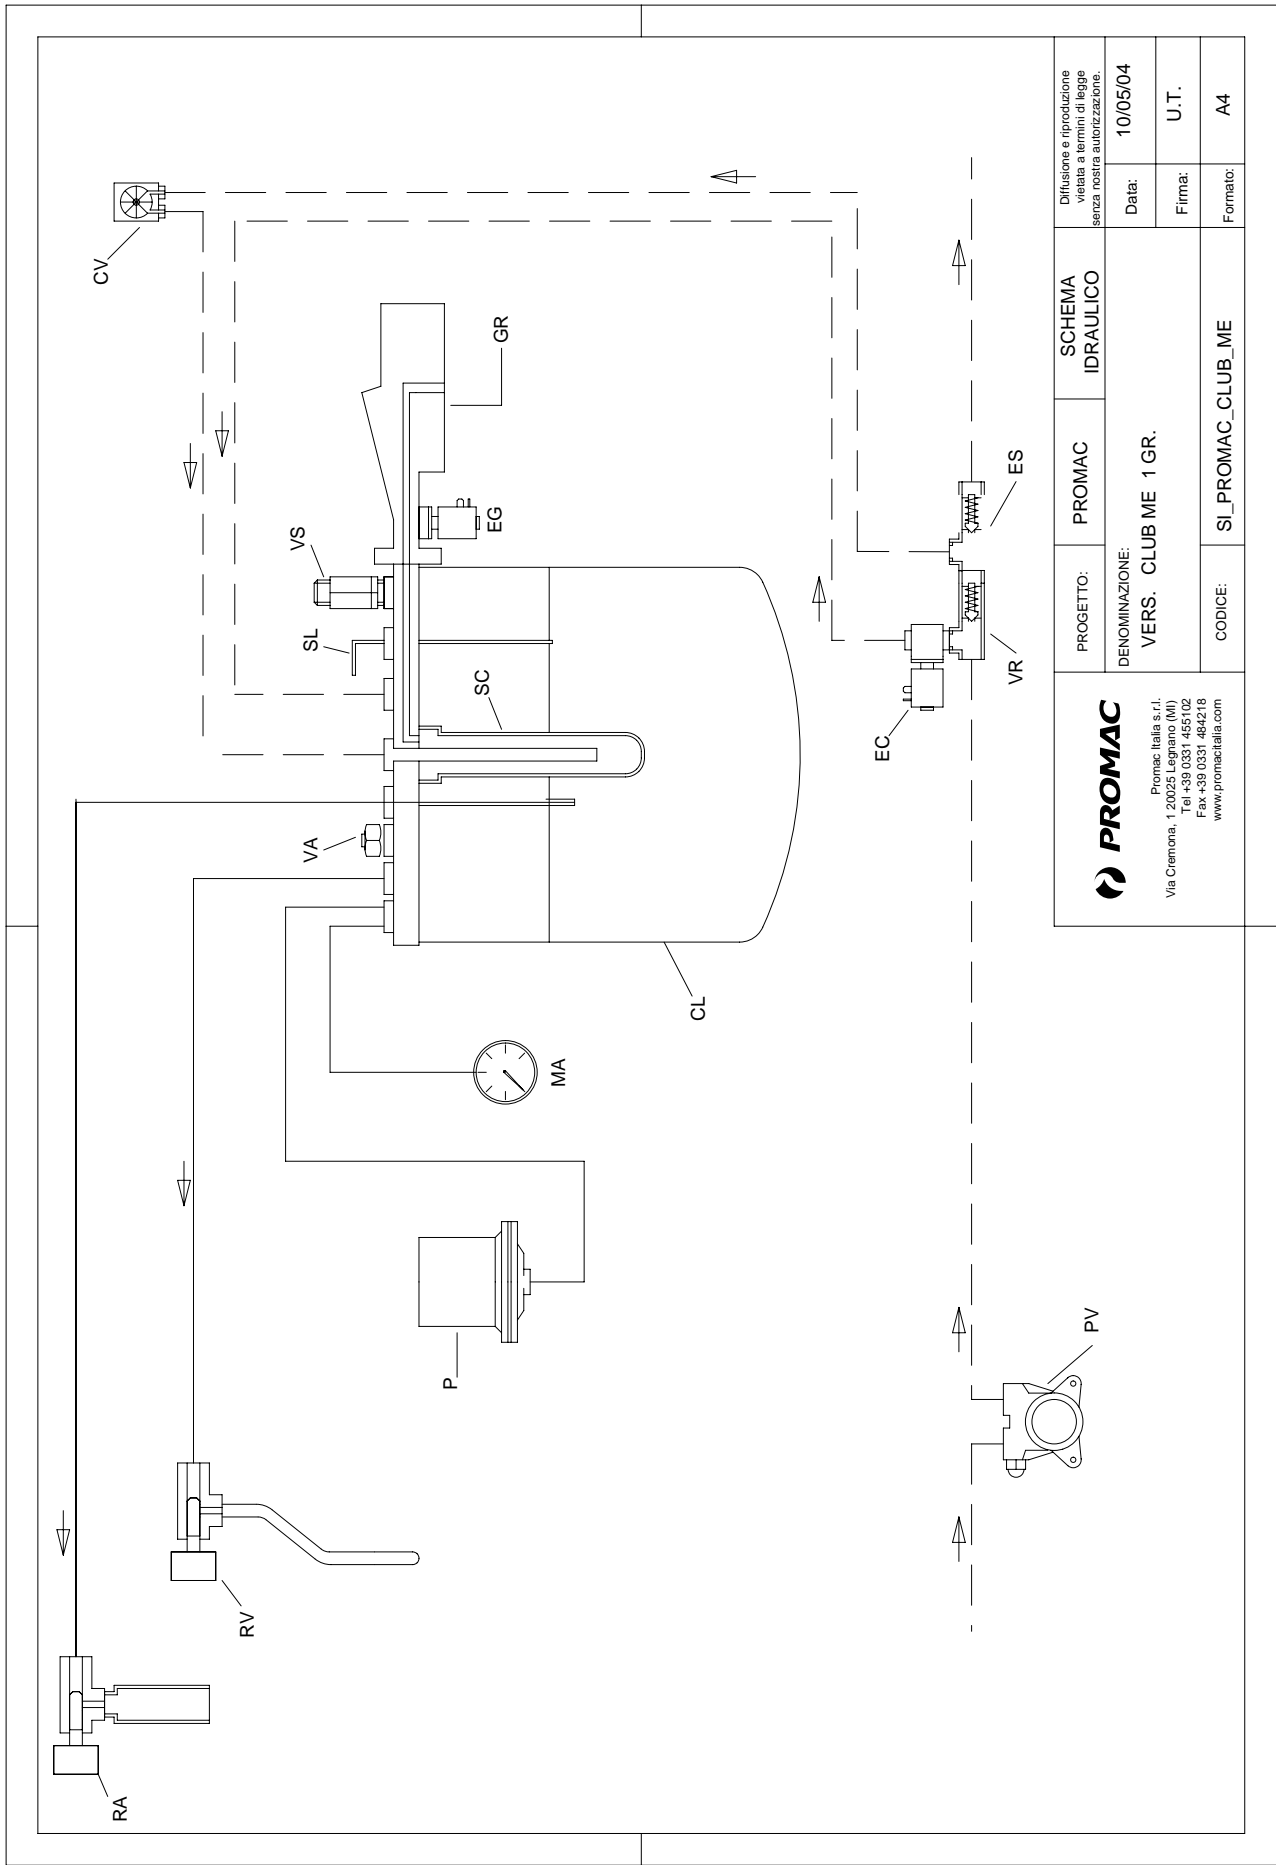 RA
RV
P
MA
VA
SL
VS
CV
SC
EG
GR
CL
PV
EC
VR
ES
PROMAC
Promac Italia s.r.l.
Via Cremona, 1 20025 Legnano (MI)
Tel +39 0331 455102
Fax +39 0331 484218
www.promacitalia.com
PROGETTO:
PROMAC
SCHEMA
IDRAULICO
Diffusione e riproduzione
vietata a termini di legge
senza nostra autorizzazione.
DENOMINAZIONE:
VERS. CLUB ME 1 GR.
Data:
10/05/04
Firma:
U.T.
CODICE:
SI_PROMAC_CLUB_ME
Formato:
A4